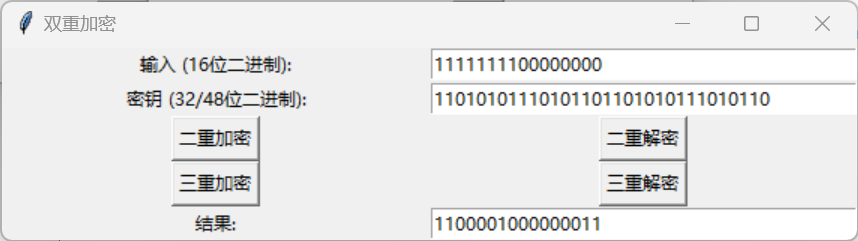 双重加密
输入 (16位二进制): 1111111100000000
密钥 (32/48位二进制): 11010101110101101101010111010110
二重加密 二重解密
三重加密 三重解密
结果: 1100001000000011